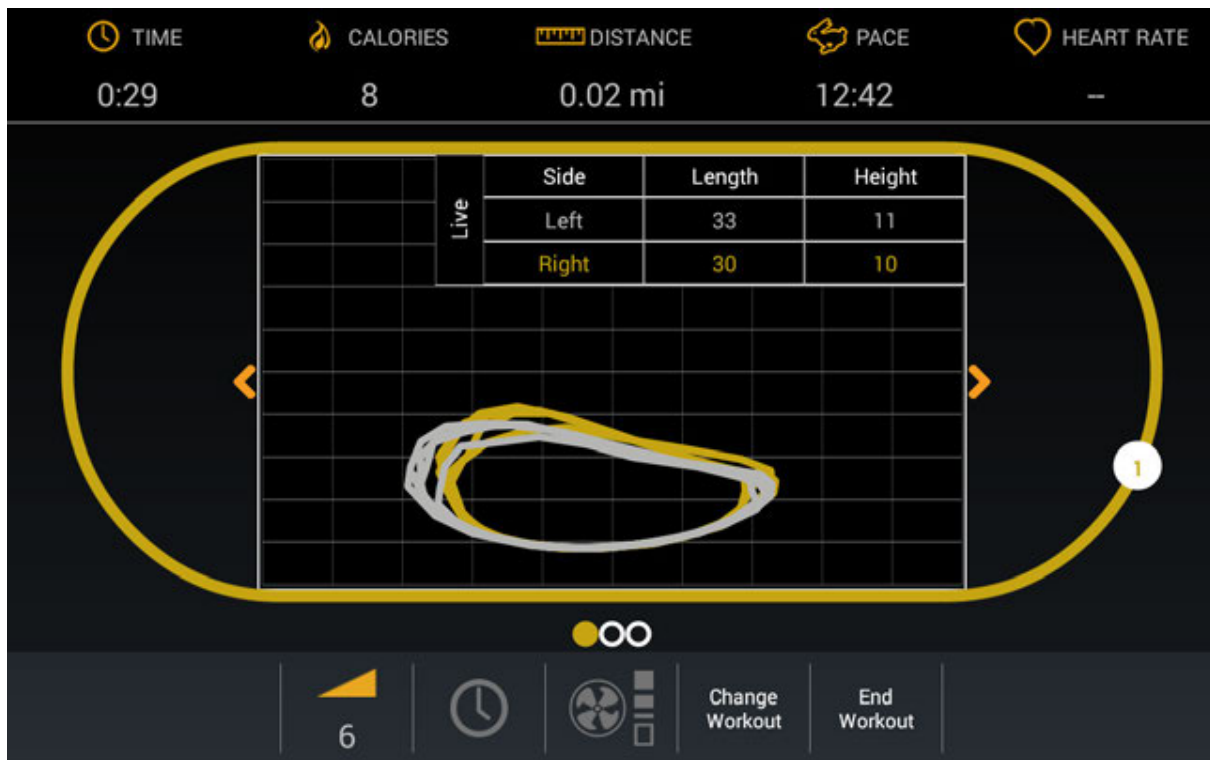 TIME CALORIES DISTANCE PACE HEART RATE
0:29 8 0.02 mi 12:42 --
Live
Side Length Height
Left 33 11
Right 30 10
1
6
Change
Workout
End
Workout